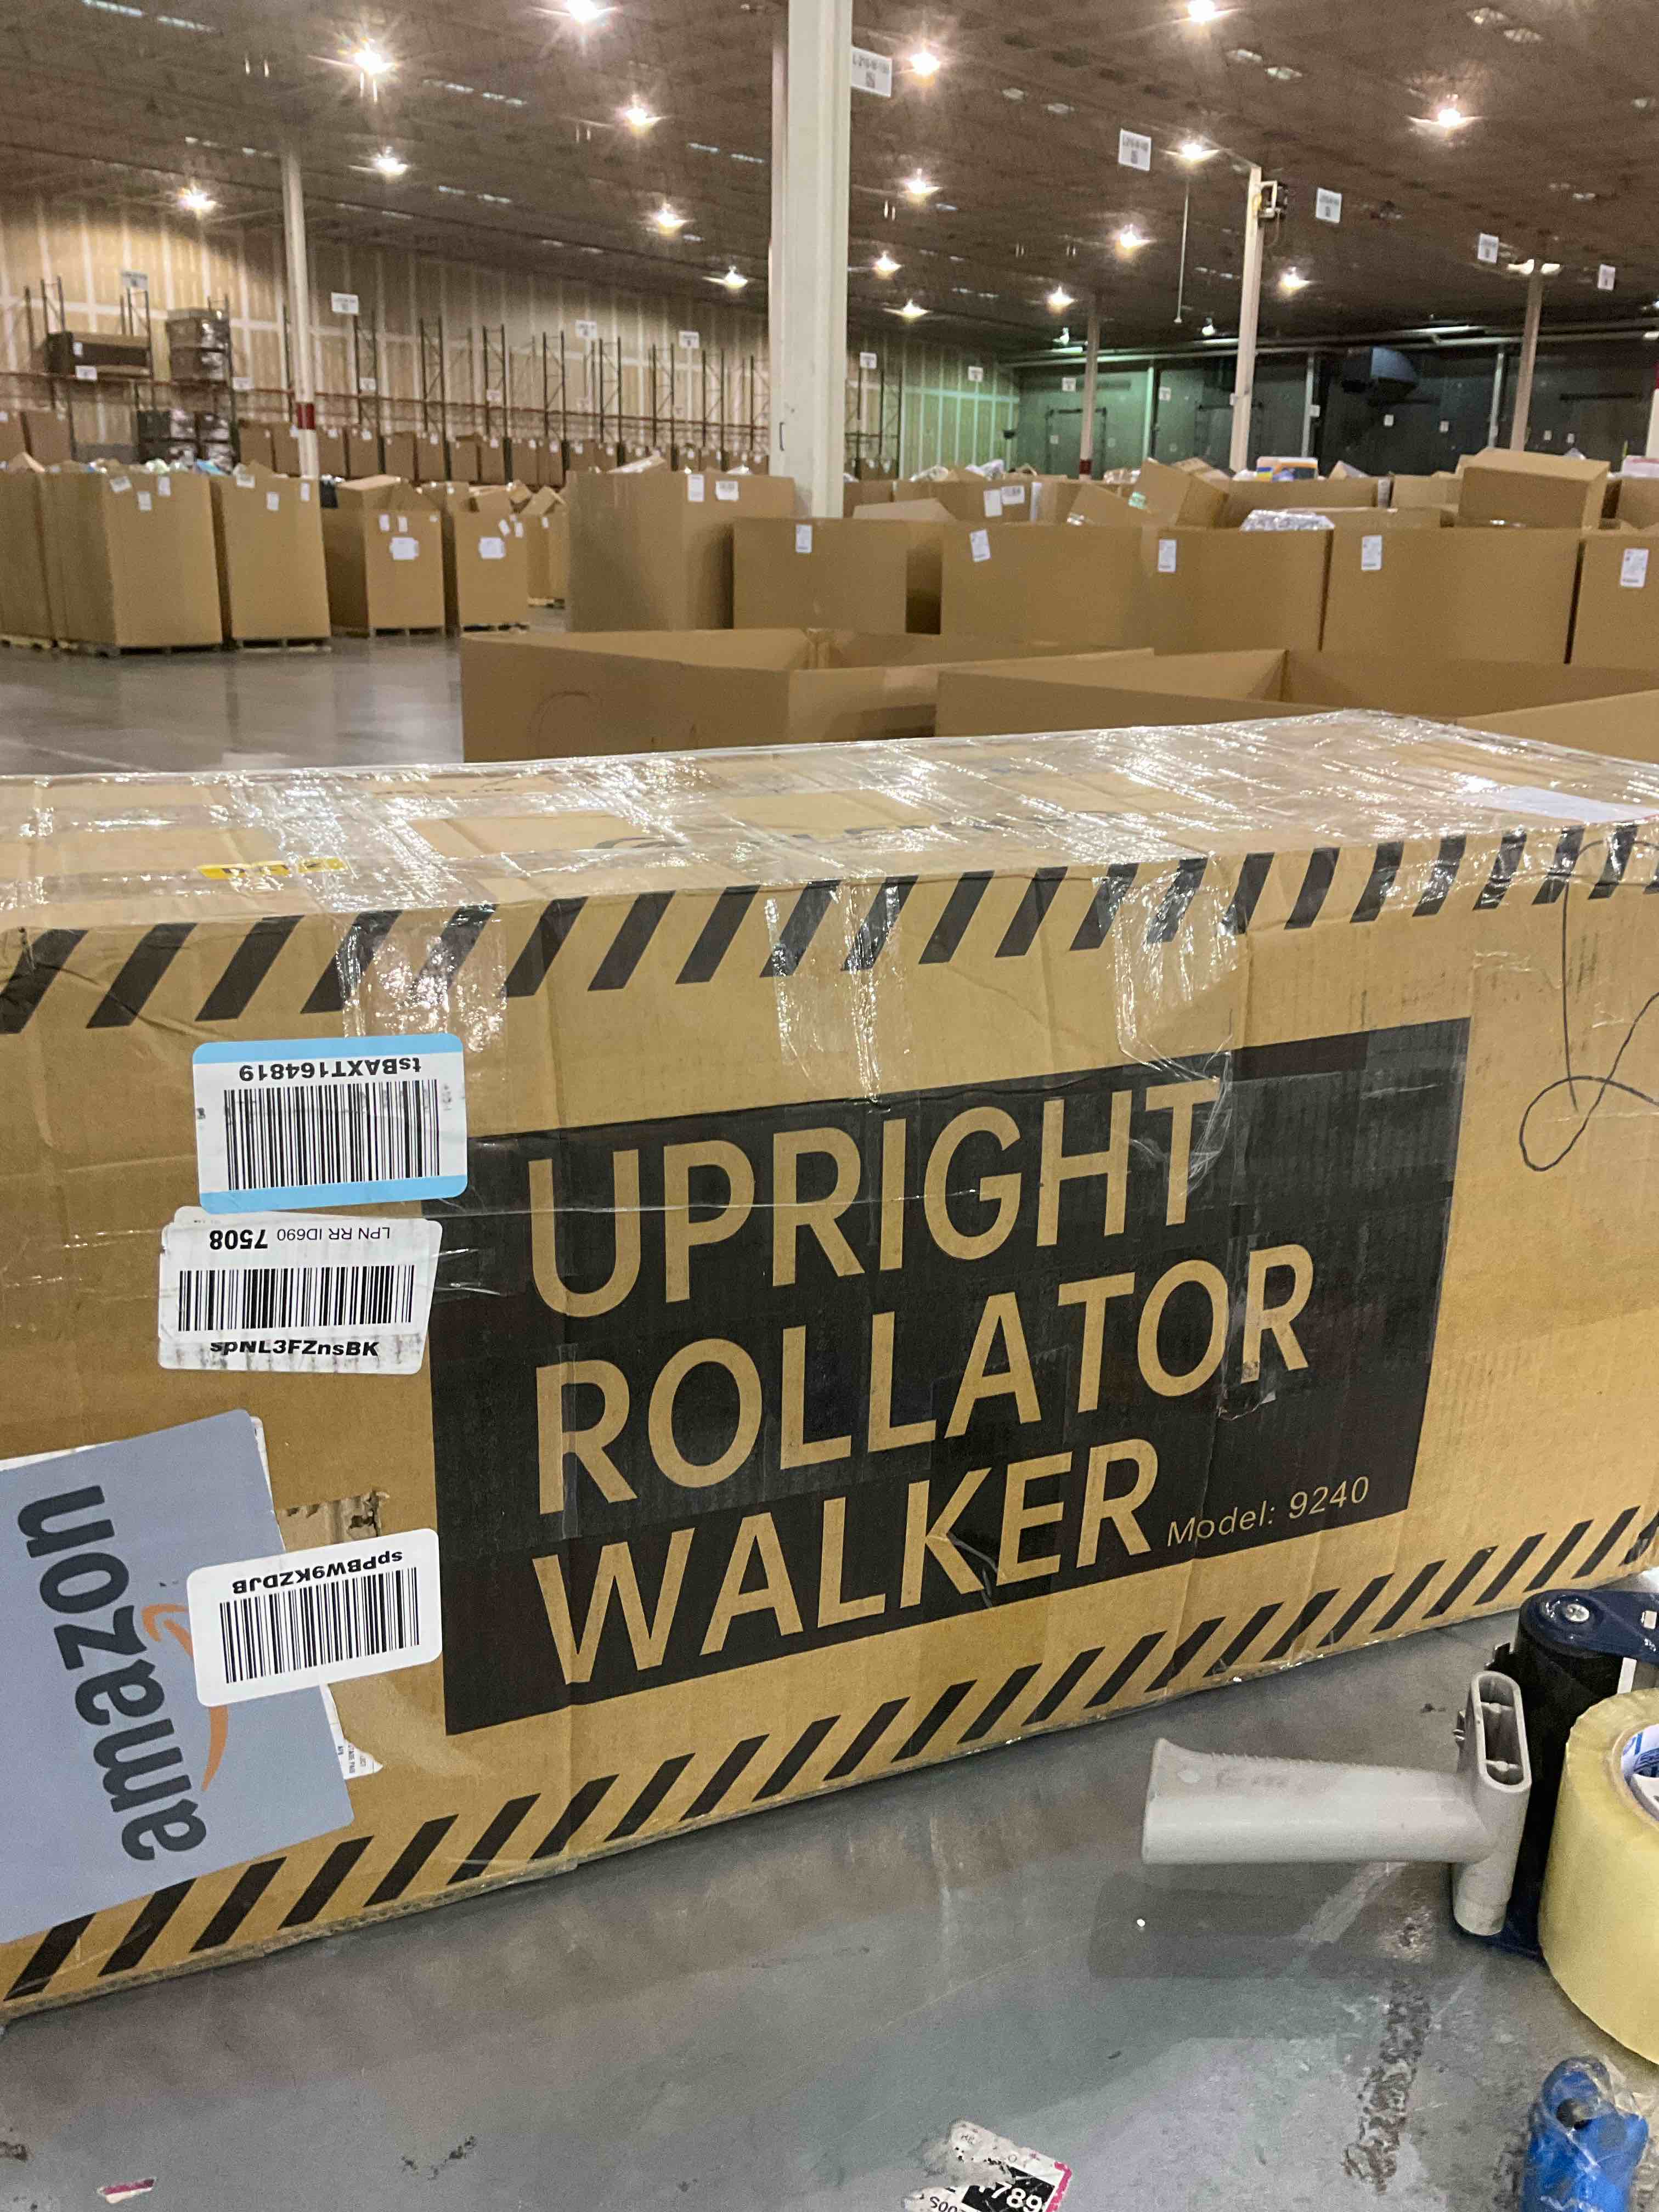 tsBAXT164819
LPN RR ID690 7508
spNL3FZnsBK
UPRIGHT
ROLLATOR
WALKER
Model: 9240
spPBW9KZDJB
amazon
789